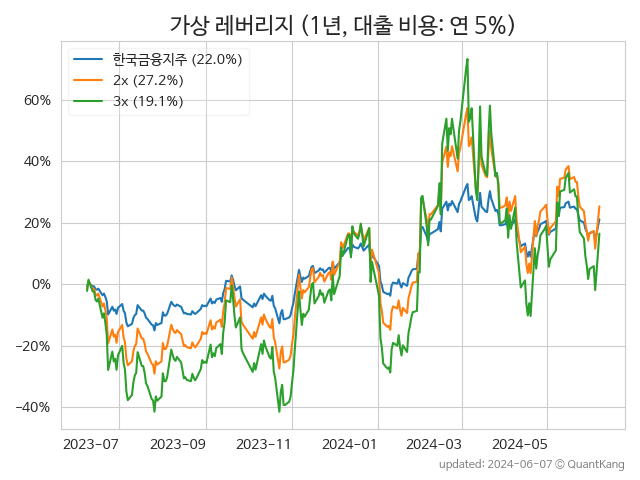 가상 레버리지 (1년, 대출 비용: 연 5%)
한국금융지주 (22.0%)
2x (27.2%)
3x (19.1%)
60%
40%
20%
0%
−20%
−40%
2023-07
2023-09
2023-11
2024-01
2024-03
2024-05
updated: 2024-06-07 © QuantKang